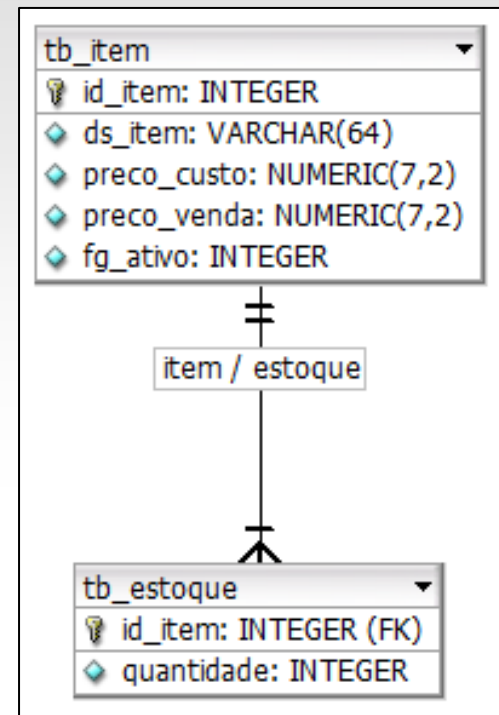 tb_item
id_item: INTEGER
ds_item: VARCHAR(64)
preco_custo: NUMERIC(7,2)
preco_venda: NUMERIC(7,2)
fg_ativo: INTEGER
item / estoque
tb_estoque
id_item: INTEGER (FK)
quantidade: INTEGER